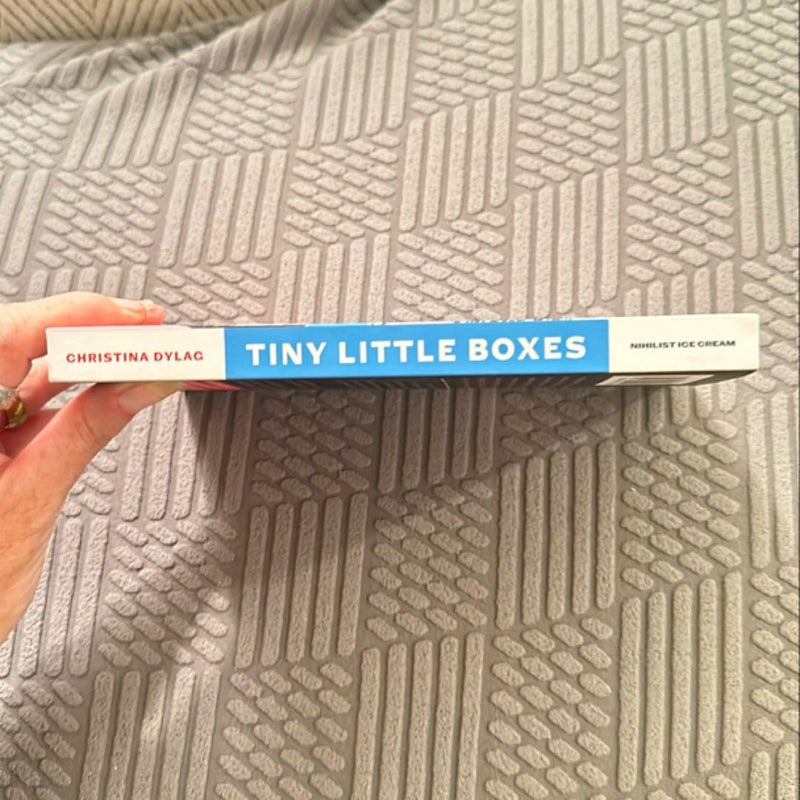 CHRISTINA DYLAG
TINY LITTLE BOXES
NIHILIST ICE CREAM